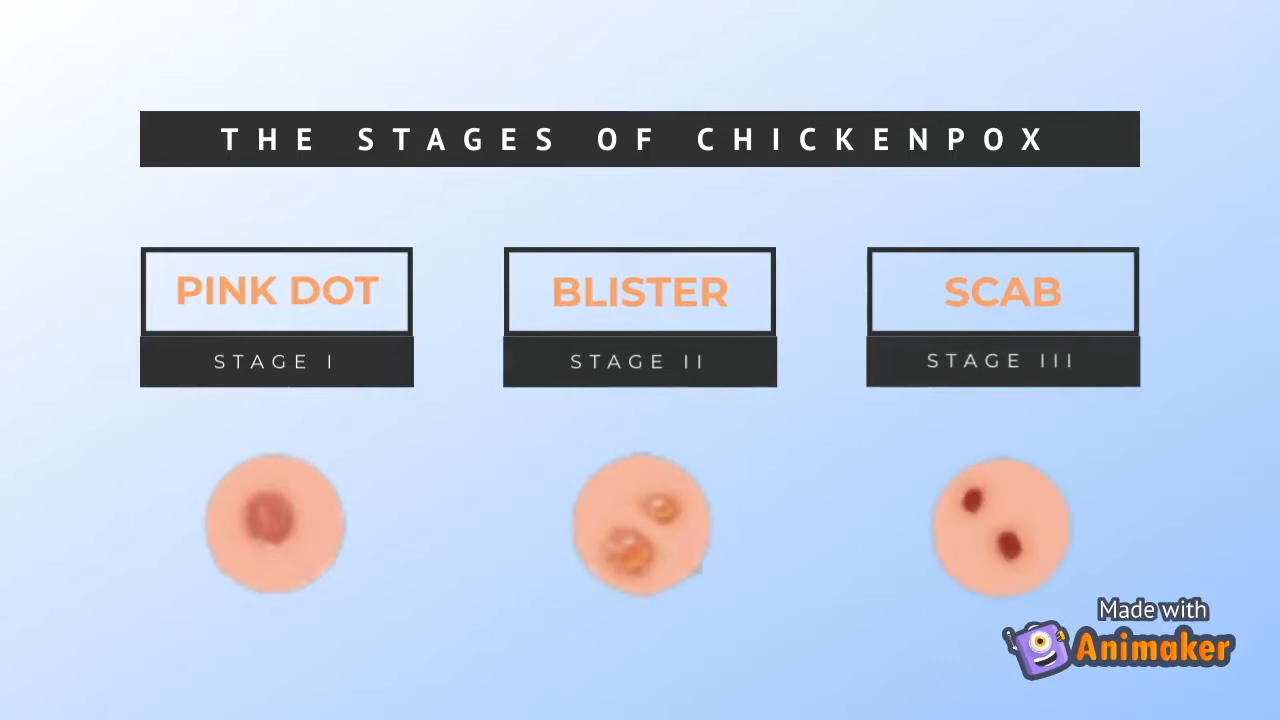 THE STAGES OF CHICKENPOX
PINK DOT
STAGE I
BLISTER
STAGE II
SCAB
STAGE III
Made with
Animaker